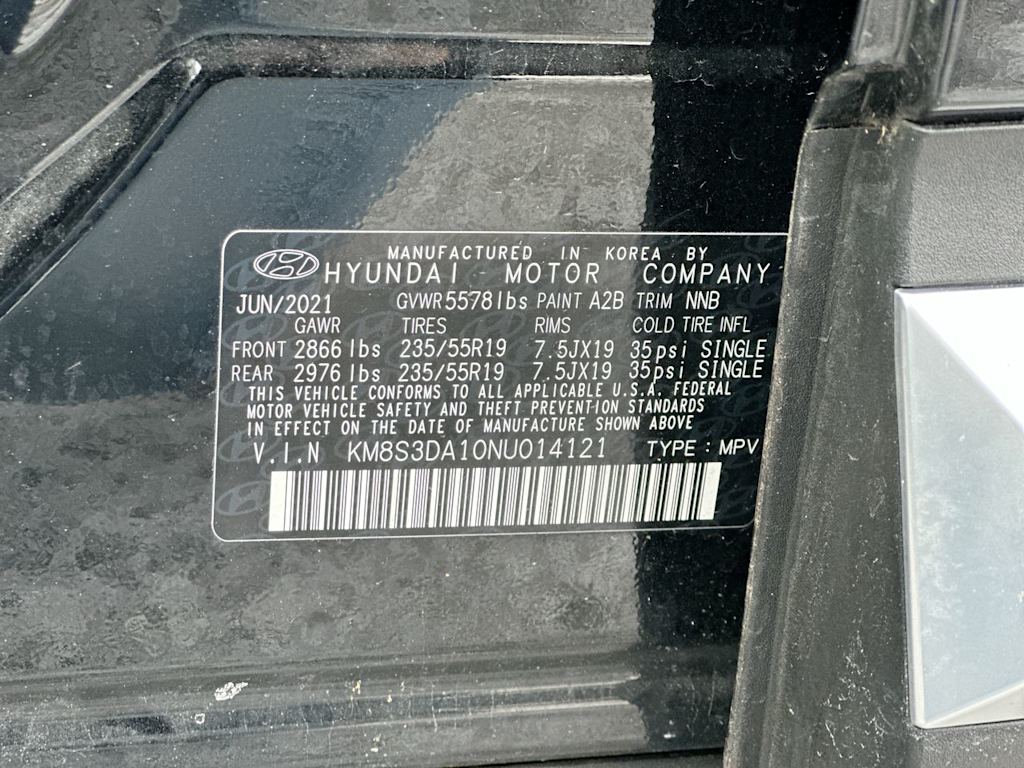 MANUFACTURED IN KOREA BY
HYUNDAI MOTOR COMPANY
JUN/2021 GVWR 5578 lbs PAINT A2B TRIM NNB
GAWR TIRES RIMS COLD TIRE INFL
FRONT 2866 lbs 235/55R19 7.5JX19 35psi SINGLE
REAR 2976 lbs 235/55R19 7.5JX19 35psi SINGLE
THIS VEHICLE CONFORMS TO ALL APPLICABLE U.S.A. FEDERAL
MOTOR VEHICLE SAFETY AND THEFT PREVENTION STANDARDS
IN EFFECT ON THE DATE OF MANUFACTURE SHOWN ABOVE
V.I.N KM8S3DA10NU014121 TYPE : MPV